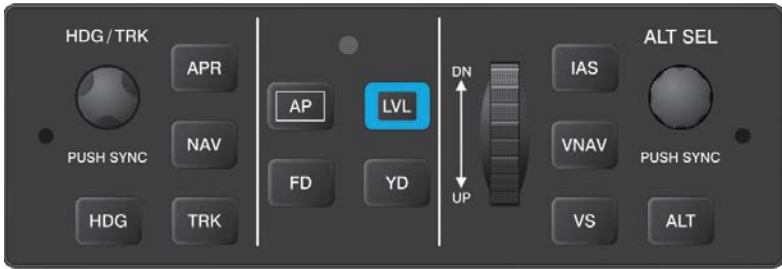 HDG / TRK
APR
PUSH SYNC
NAV
HDG
TRK
AP
LVL
FD
YD
DN
UP
IAS
VNAV
VS
ALT SEL
PUSH SYNC
ALT